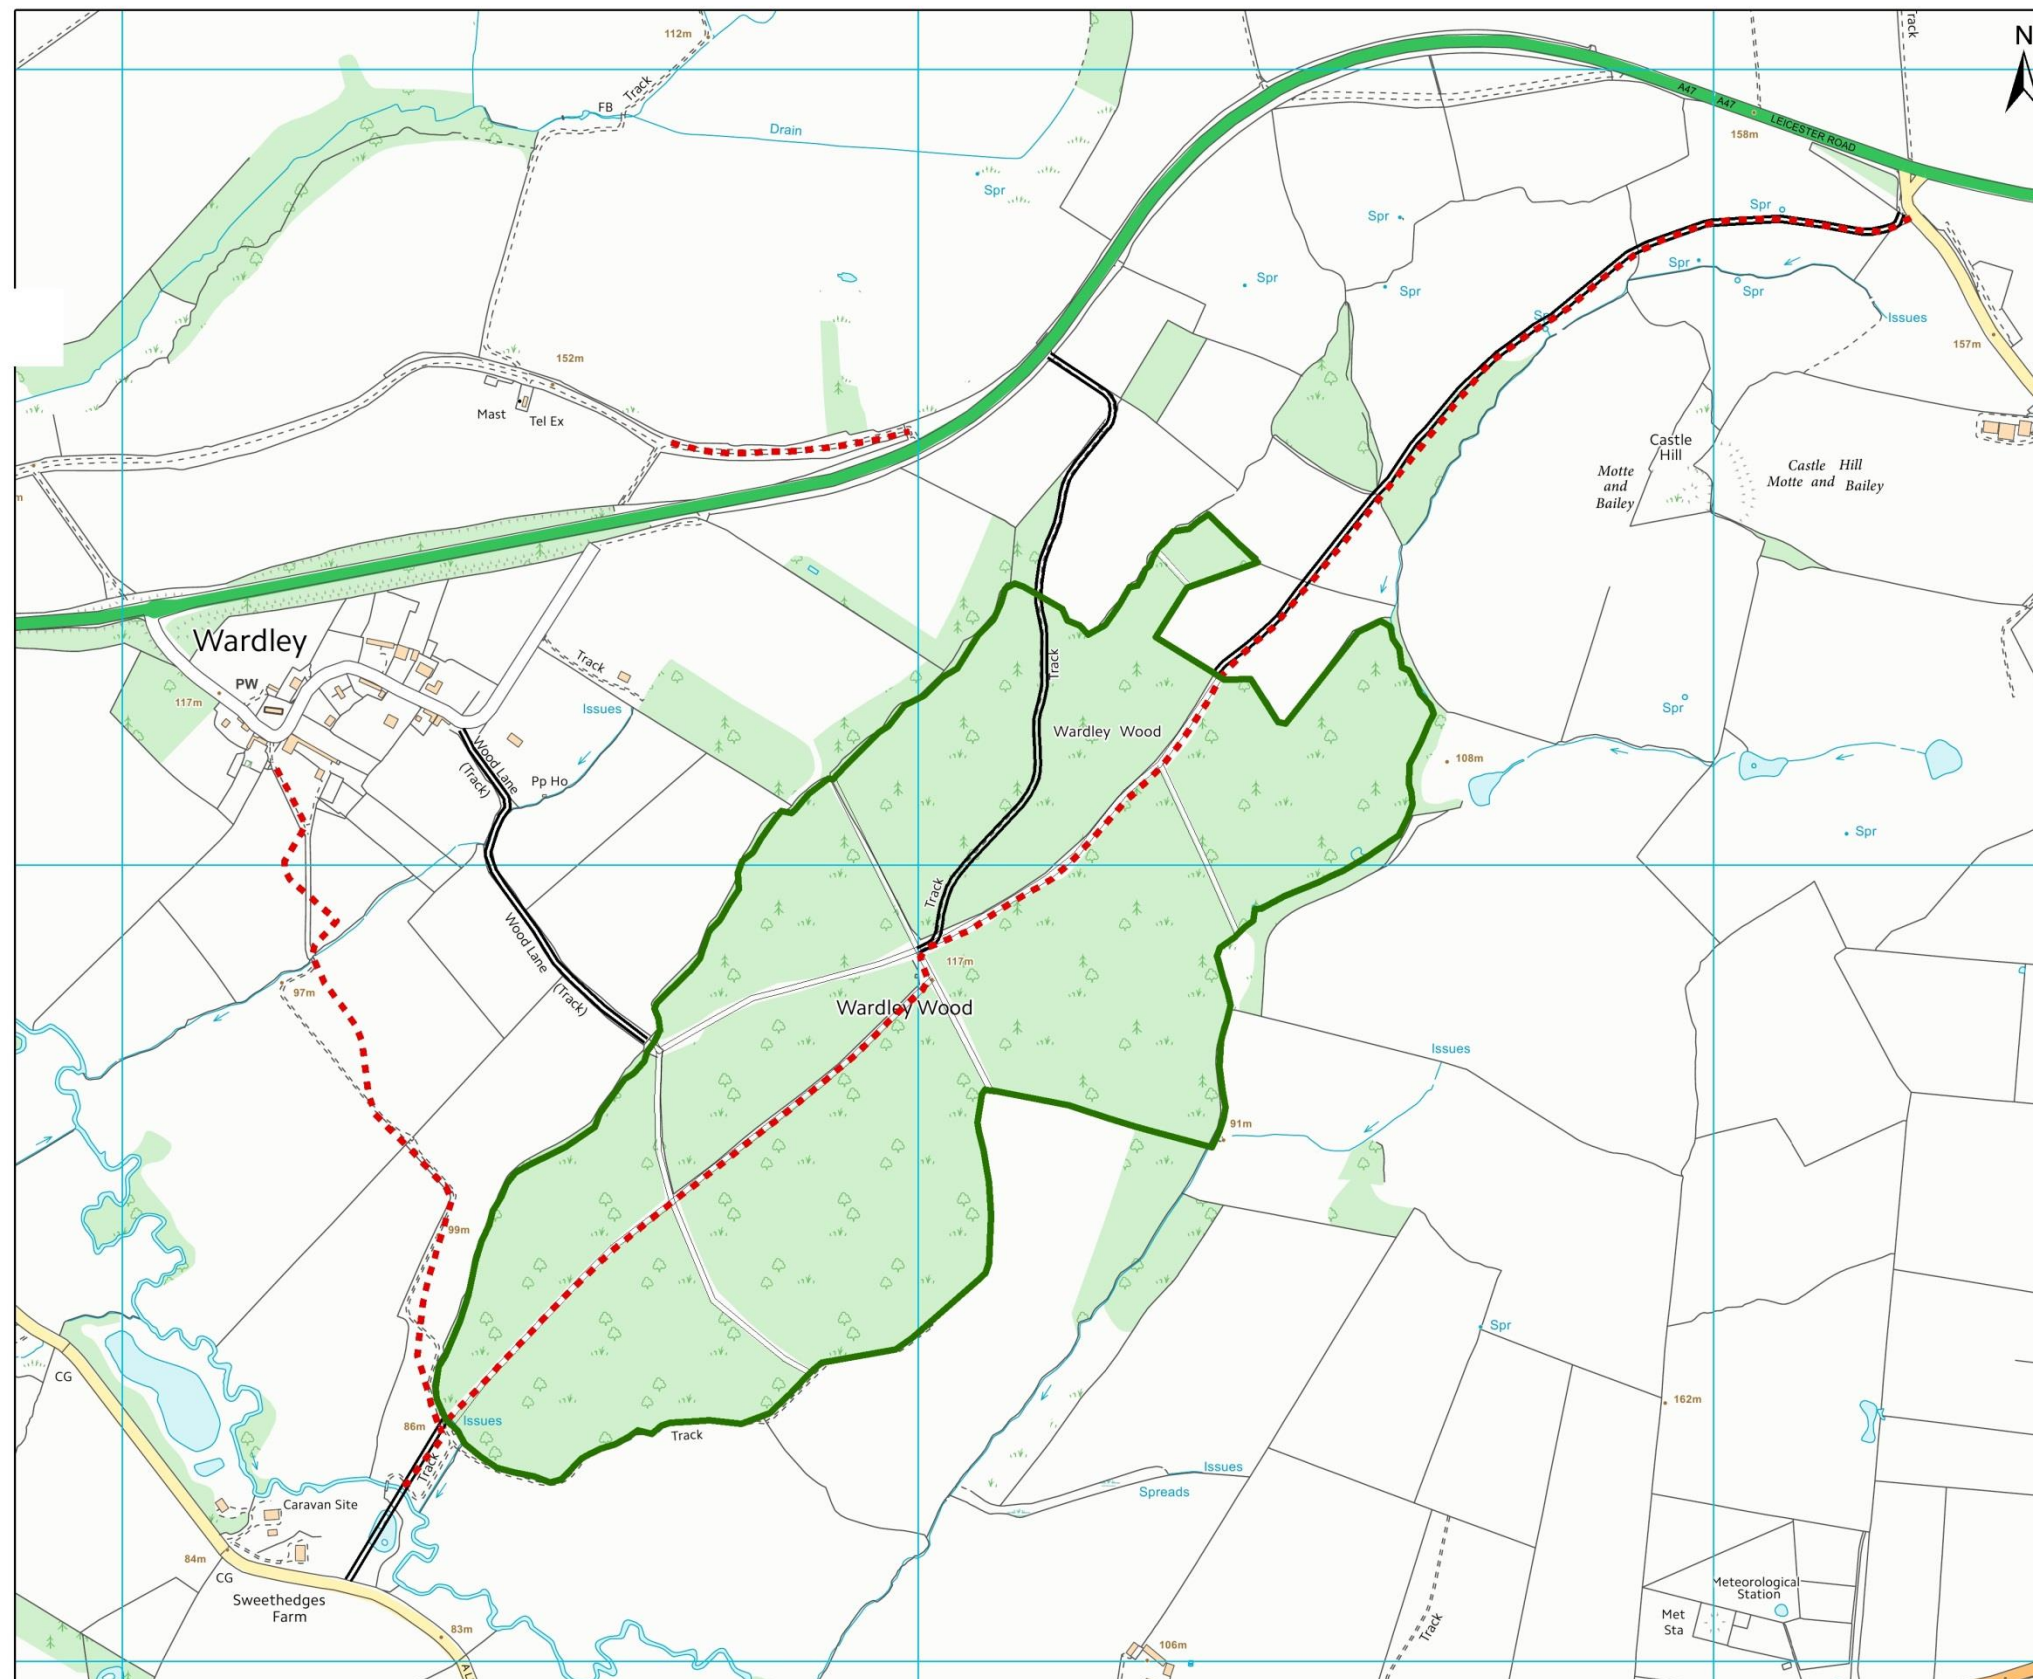 112m
Track
Track
N
FB
Drain
A47
A47
LEICESTER ROAD
158m
Spr
Spr
Spr
Spr
Spr
Spr
Spr
Spr
Issues
157m
152m
Mast
Tel Ex
Castle
Hill
Motte
and
Bailey
Castle Hill
Motte and Bailey
Wardley
PW
117m
Track
Issues
Track
Wardley Wood
Spr
108m
Wood Lane
(Track)
Pp Ho
Spr
Track
Wood Lane
(Track)
97m
117m
Wardley Wood
Issues
91m
99m
Spr
CG
162m
86m
Issues
Track
Track
Issues
Spreads
Caravan Site
84m
CG
Sweethedges
Farm
83m
Track
106m
Meteorological
Station
Met
Sta